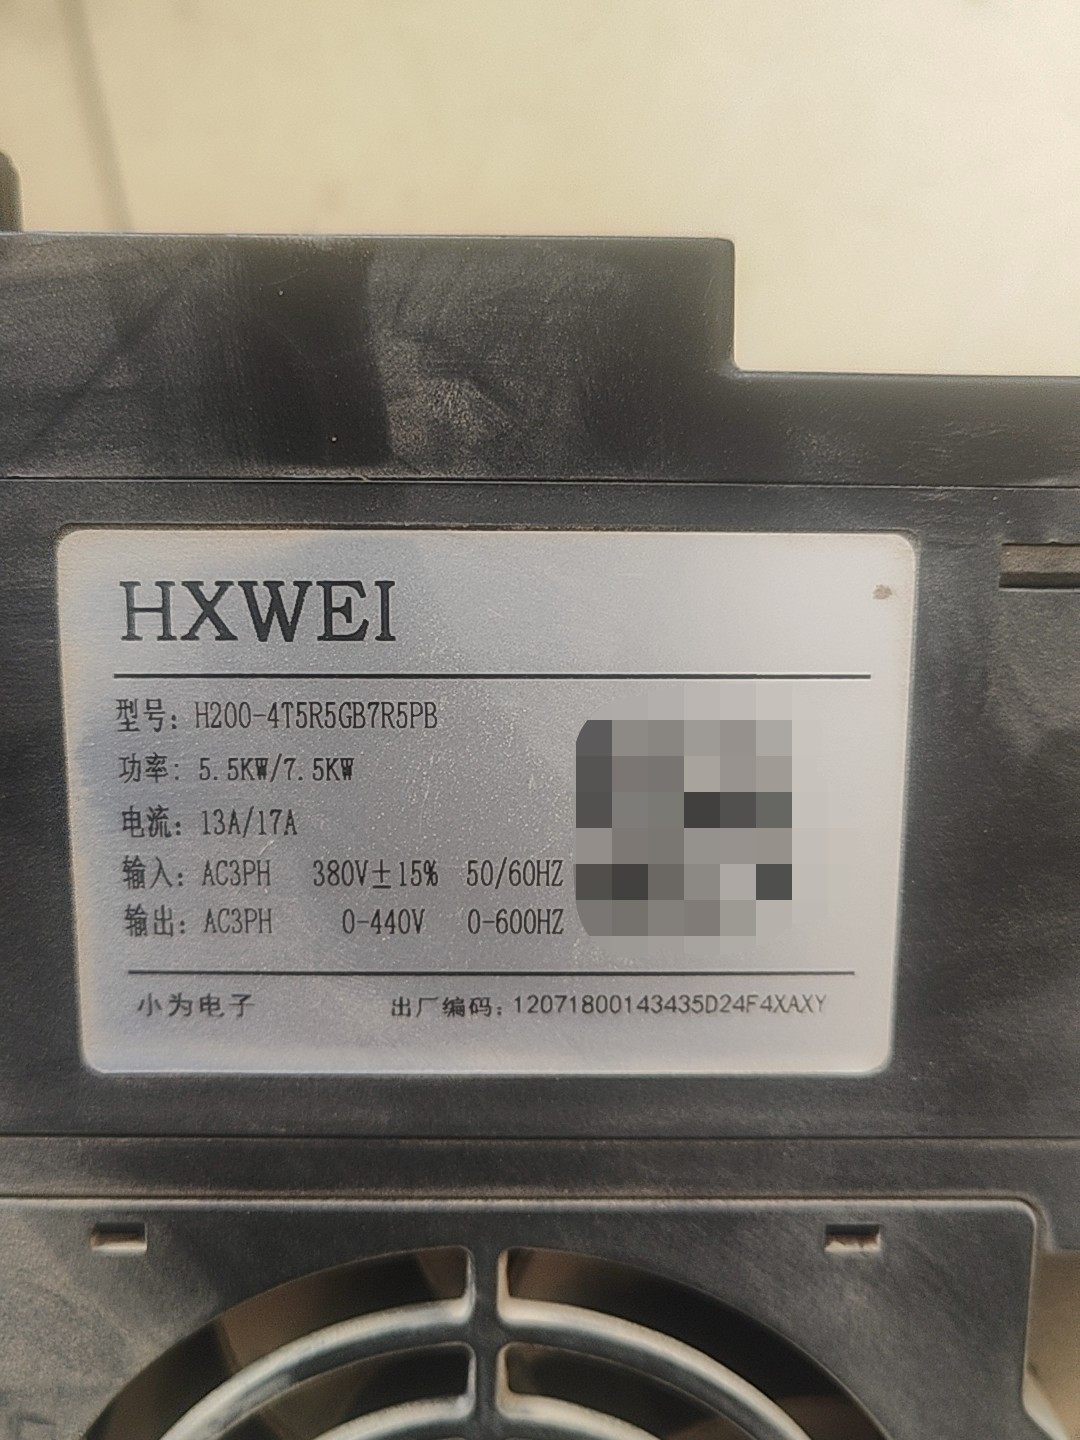 HXWEI
型号: H200-4T5R5GB7R5PB
功率: 5.5KW/7.5KW
电流: 13A/17A
输入: AC3PH 380V±15% 50/60HZ
输出: AC3PH 0-440V 0-600HZ
小为电子 出厂编码: 12071800143435D24F4XAXY